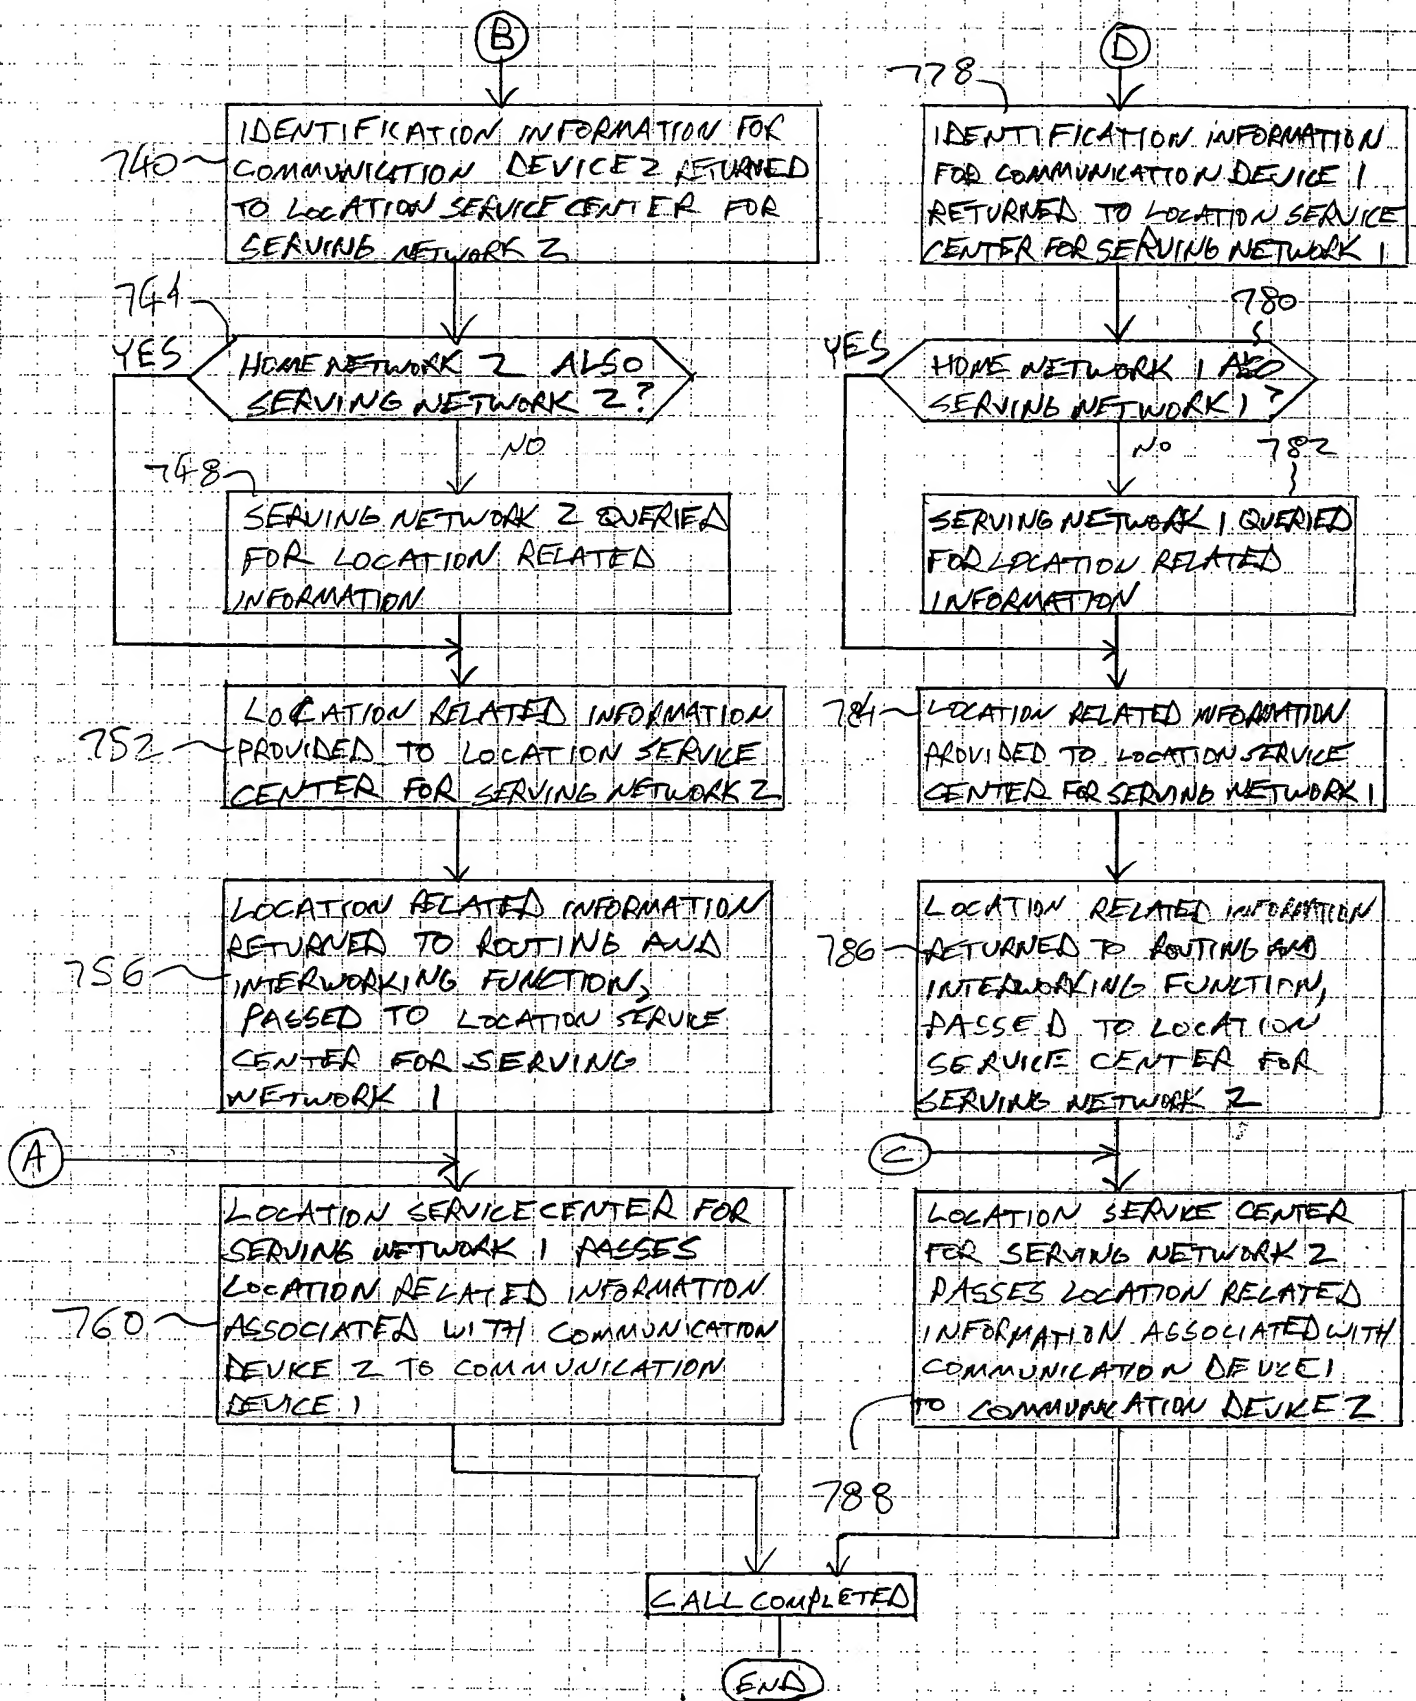 B
740
IDENTIFICATION INFORMATION FOR
COMMUNICATION DEVICE 2 RETURNED
TO LOCATION SERVICE CENTER FOR
SERVING NETWORK 2
744
YES
HOME NETWORK 2 ALSO
SERVING NETWORK 2?
NO
748
SERVING NETWORK 2 QUERIED
FOR LOCATION RELATED
INFORMATION
752
LOCATION RELATED INFORMATION
PROVIDED TO LOCATION SERVICE
CENTER FOR SERVING NETWORK 2
756
LOCATION RELATED INFORMATION
RETURNED TO ROUTING AND
INTERWORKING FUNCTION,
PASSED TO LOCATION SERVICE
CENTER FOR SERVING
NETWORK 1
A
760
LOCATION SERVICE CENTER FOR
SERVING NETWORK 1 PASSES
LOCATION RELATED INFORMATION
ASSOCIATED WITH COMMUNICATION
DEVICE 2 TO COMMUNICATION
DEVICE 1
D
778
IDENTIFICATION INFORMATION
FOR COMMUNICATION DEVICE 1
RETURNED TO LOCATION SERVICE
CENTER FOR SERVING NETWORK 1
780
YES
HOME NETWORK 1 ALSO
SERVING NETWORK 1?
NO
782
SERVING NETWORK 1 QUERIED
FOR LOCATION RELATED
INFORMATION
784
LOCATION RELATED INFORMATION
PROVIDED TO LOCATION SERVICE
CENTER FOR SERVING NETWORK 1
786
LOCATION RELATED INFORMATION
RETURNED TO ROUTING AND
INTERWORKING FUNCTION,
PASSED TO LOCATION
SERVICE CENTER FOR
SERVING NETWORK 2
C
LOCATION SERVICE CENTER
FOR SERVING NETWORK 2
PASSES LOCATION RELATED
INFORMATION ASSOCIATED WITH
COMMUNICATION DEVICE 1
TO COMMUNICATION DEVICE 2
788
CALL COMPLETED
END